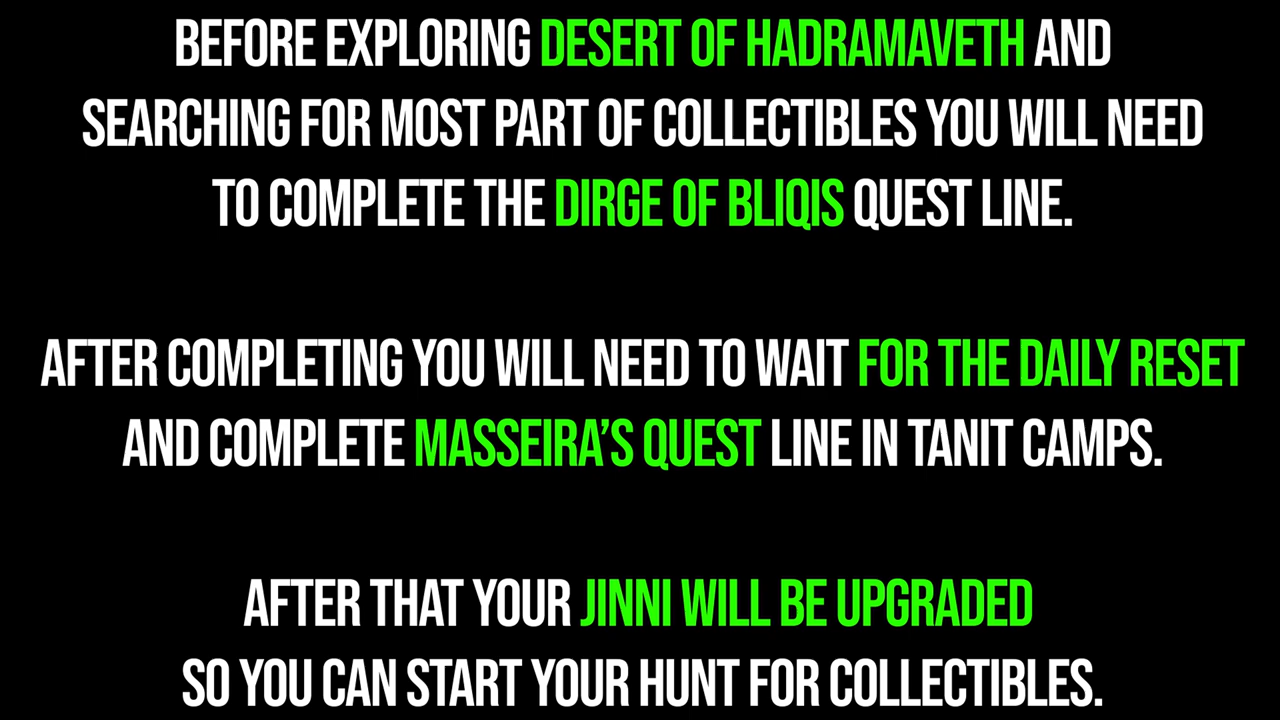 BEFORE EXPLORING DESERT OF HADRAMAVETH AND
SEARCHING FOR MOST PART OF COLLECTIBLES YOU WILL NEED
TO COMPLETE THE DIRGE OF BLIQIS QUEST LINE.
AFTER COMPLETING YOU WILL NEED TO WAIT FOR THE DAILY RESET
AND COMPLETE MASSEIRA’S QUEST LINE IN TANIT CAMPS.
AFTER THAT YOUR JINNI WILL BE UPGRADED
SO YOU CAN START YOUR HUNT FOR COLLECTIBLES.